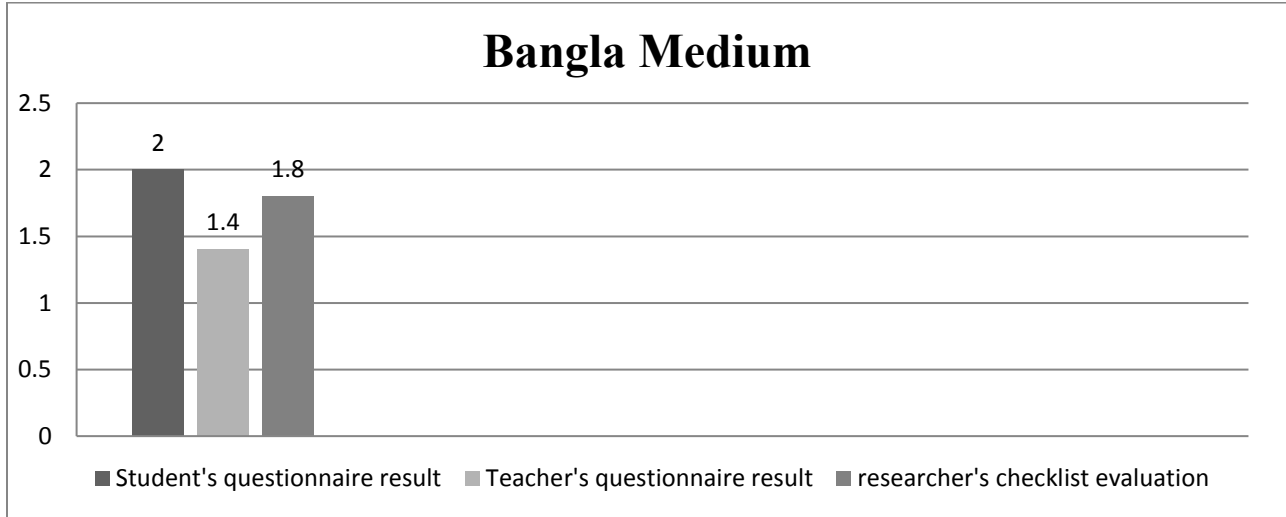 Bangla Medium
2.5
2
1.5
1
0.5
0
2
1.4
1.8
Student's questionnaire result
Teacher's questionnaire result
researcher's checklist evaluation